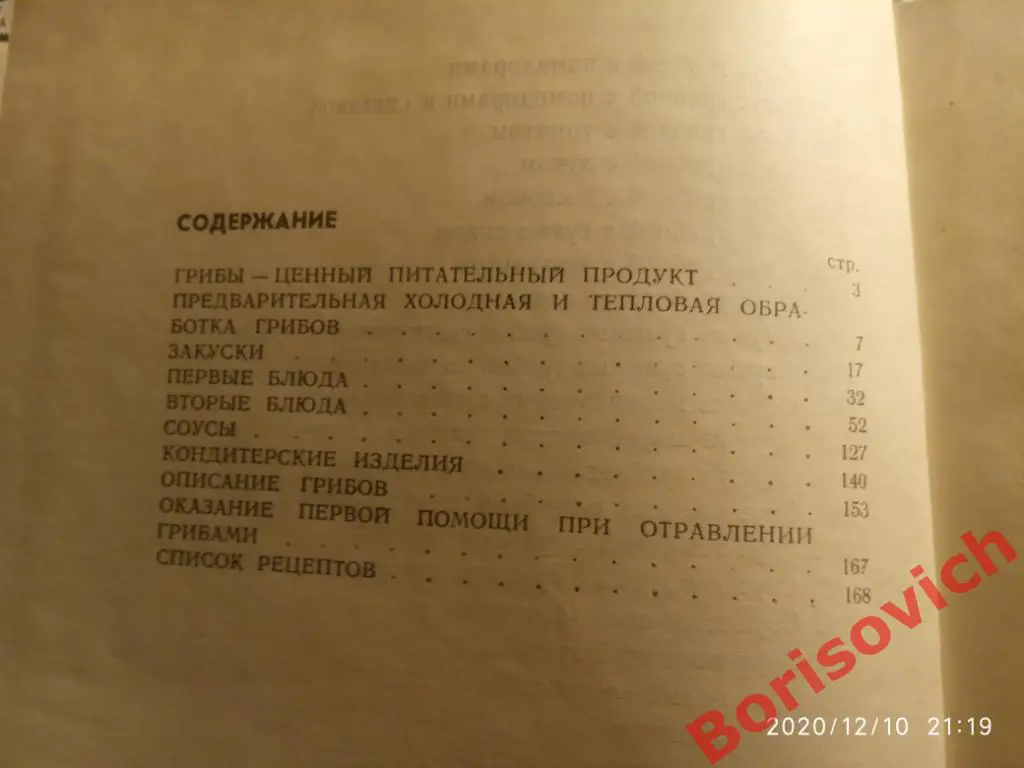 СОДЕРЖАНИЕ
стр.
ГРИБЫ — ЦЕННЫЙ ПИТАТЕЛЬНЫЙ ПРОДУКТ . . . 3
ПРЕДВАРИТЕЛЬНАЯ ХОЛОДНАЯ И ТЕПЛОВАЯ ОБРА-
БОТКА ГРИБОВ . . . . . . . . . . . . . . 7
ЗАКУСКИ . . . . . . . . . . . . . . . . 17
ПЕРВЫЕ БЛЮДА . . . . . . . . . . . . . . 32
ВТОРЫЕ БЛЮДА . . . . . . . . . . . . . . 52
СОУСЫ . . . . . . . . . . . . . . . . 127
КОНДИТЕРСКИЕ ИЗДЕЛИЯ . . . . . . . . . . 140
ОПИСАНИЕ ГРИБОВ . . . . . . . . . . . . 153
ОКАЗАНИЕ ПЕРВОЙ ПОМОЩИ ПРИ ОТРАВЛЕНИИ
ГРИБАМИ . . . . . . . . . . . . . . . 167
СПИСОК РЕЦЕПТОВ . . . . . . . . . . . . 168
Borisovich
2020/12/10 21:19